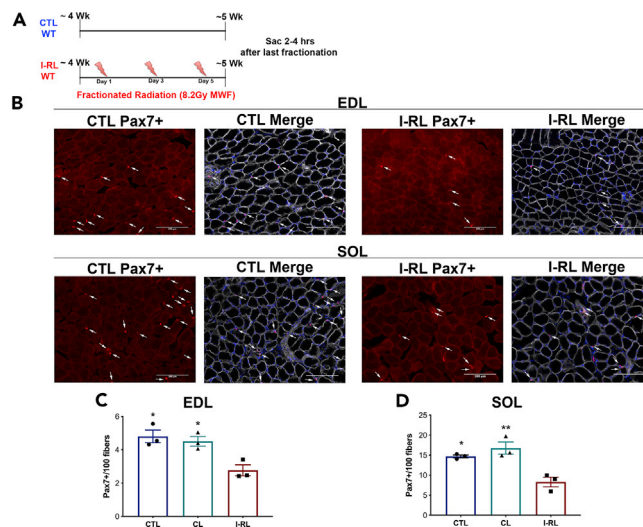 A
~ 4 Wk ~5 Wk
CTL
WT
Sac 2-4 hrs
after last fractionation
I-RL ~ 4 Wk ~5 Wk
WT
Day 1 Day 3 Day 5
Fractionated Radiation (8.2Gy MWF)
B EDL
CTL Pax7+ CTL Merge I-RL Pax7+ I-RL Merge
SOL
CTL Pax7+ CTL Merge I-RL Pax7+ I-RL Merge
C EDL
Pax7+/100 fibers
6
4
2
0
* *
CTL CL I-RL
D SOL
Pax7+/100 fibers
25
20
15
10
5
0
* **
CTL CL I-RL